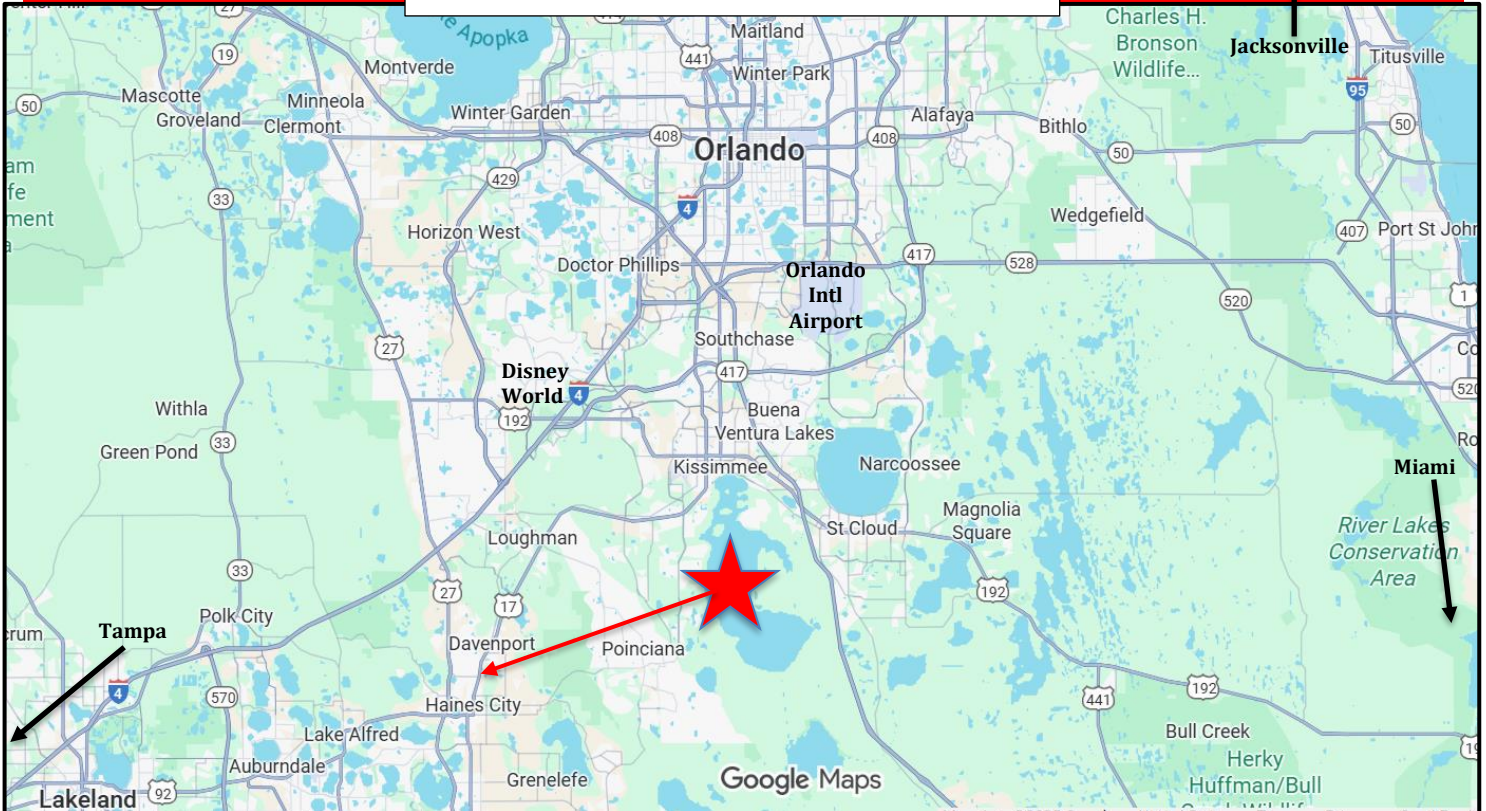 27
Charles H.
Bronson
Wildlife...
Jacksonville
Titusville
Apopka
Maitland
441
Winter Park
19
Montverde
95
50
Mascotte
Groveland
Minneola
Clermont
Winter Garden
408
Orlando
408
Alafaya
Bithlo
50
50
429
33
4
Wedgefield
407
Port St John
Horizon West
Doctor Phillips
Orlando
Intl
Airport
417
528
520
1
27
Southchase
417
Disney
World
4
192
Buena
Ventura Lakes
520
Withla
Green Pond
33
Kissimmee
Narcoossee
Miami
Loughman
St Cloud
Magnolia
Square
River Lakes
Conservation
Area
33
27
17
192
Polk City
Tampa
Davenport
Poinciana
4
570
Haines City
441
192
Lake Alfred
Bull Creek
Auburndale
Grenelefe
Google Maps
Herky
Huffman/Bull
Lakeland
92